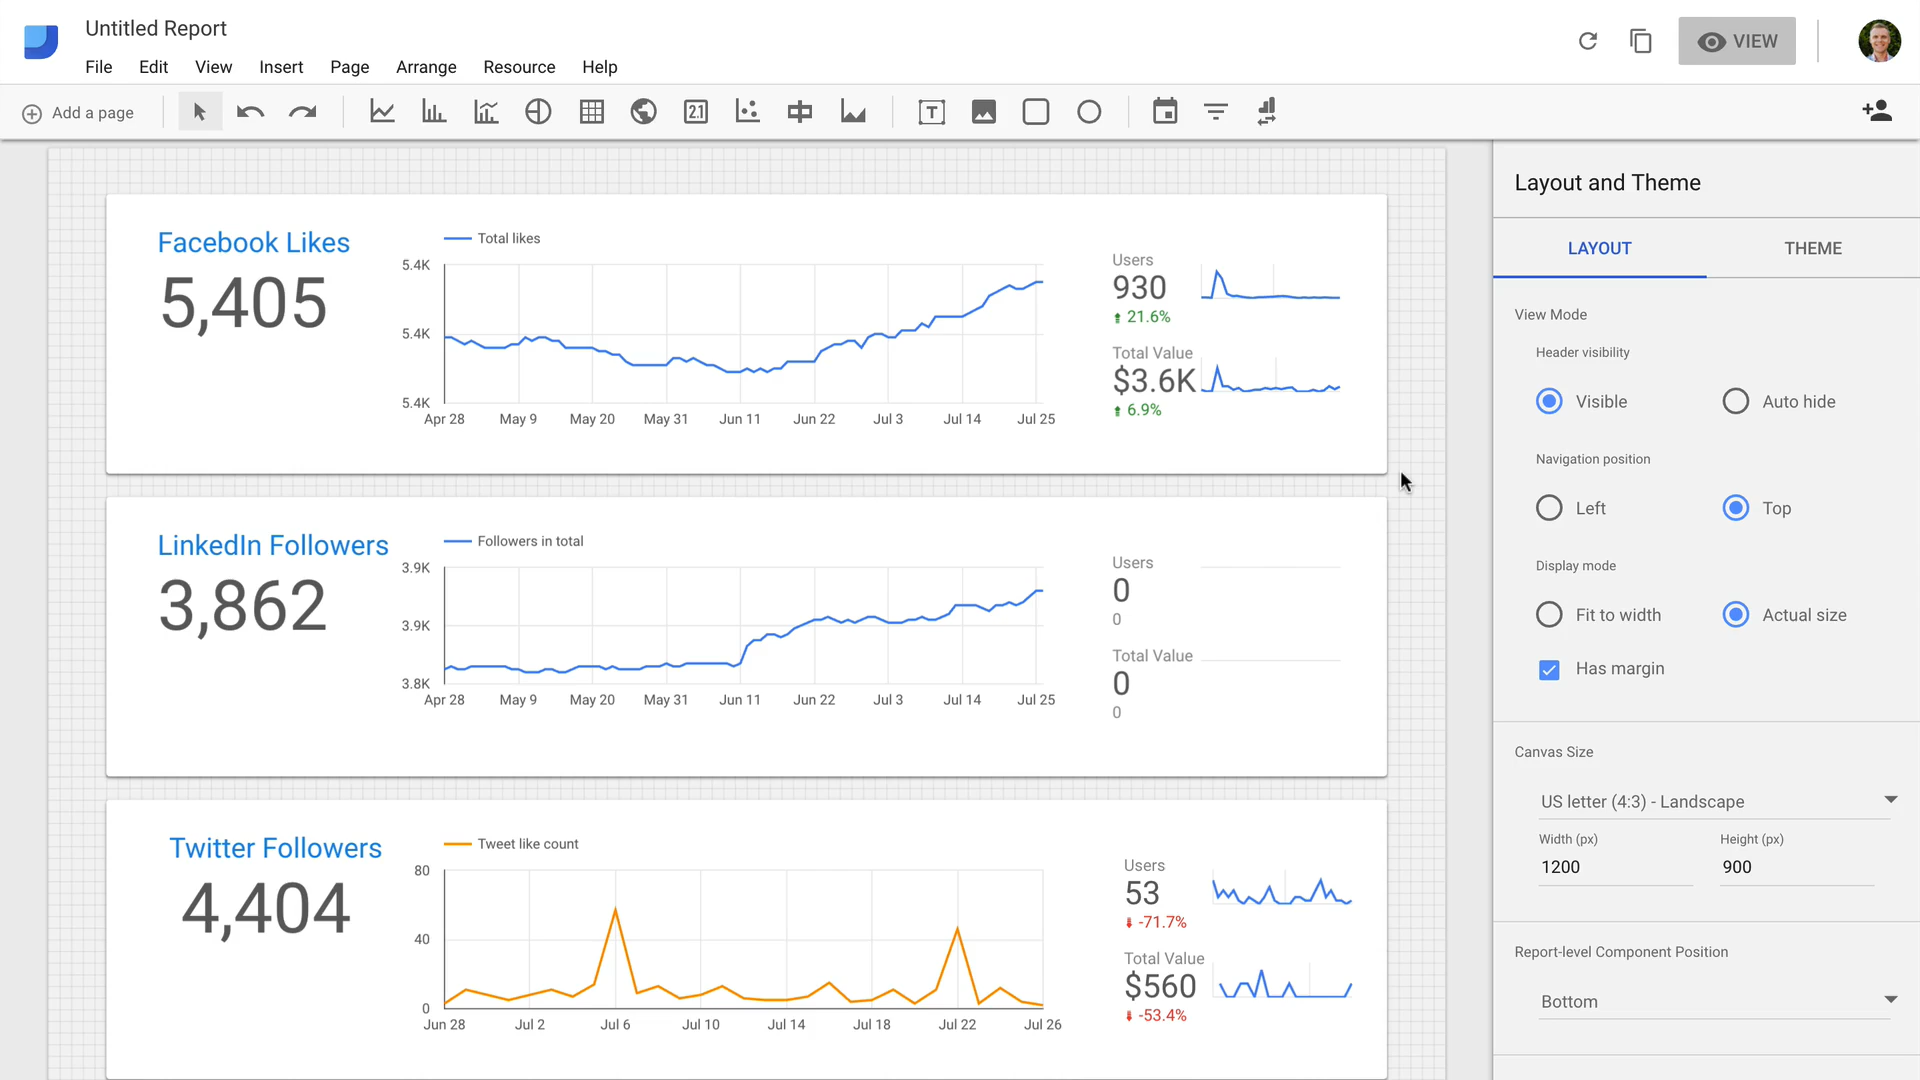 Untitled Report
File Edit View Insert Page Arrange Resource Help
VIEW
Add a page
2.1
T
Facebook Likes
5,405
Total likes
5.4K
5.4K
5.4K
Apr 28 May 9 May 20 May 31 Jun 11 Jun 22 Jul 3 Jul 14 Jul 25
Users
930
21.6%
Total Value
$3.6K
6.9%
LinkedIn Followers
3,862
Followers in total
3.9K
3.9K
3.8K
Apr 28 May 9 May 20 May 31 Jun 11 Jun 22 Jul 3 Jul 14 Jul 25
Users
0
0
Total Value
0
0
Twitter Followers
4,404
Tweet like count
80
40
0
Jun 28 Jul 2 Jul 6 Jul 10 Jul 14 Jul 18 Jul 22 Jul 26
Users
53
-71.7%
Total Value
$560
-53.4%
Layout and Theme
LAYOUT THEME
View Mode
Header visibility
Visible Auto hide
Navigation position
Left Top
Display mode
Fit to width Actual size
Has margin
Canvas Size
US letter (4:3) - Landscape
Width (px) Height (px)
1200 900
Report-level Component Position
Bottom